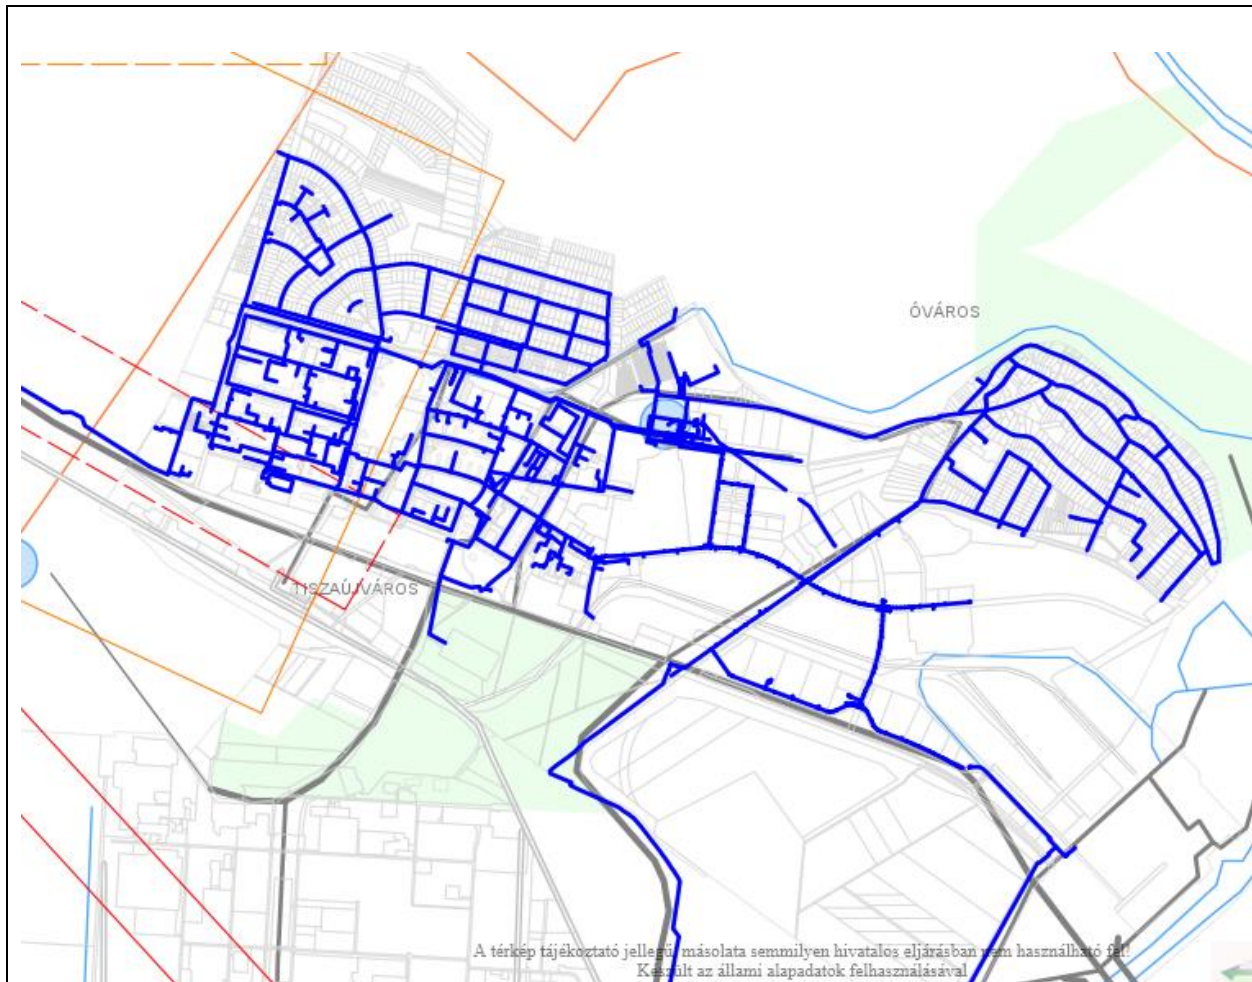 ÓVÁROS
TISZAÚJVÁROS
A térkép tájékoztató jellegű, másolata semmilyen hivatalos eljárásban nem használható fel!
Készült az állami alapadatok felhasználásával